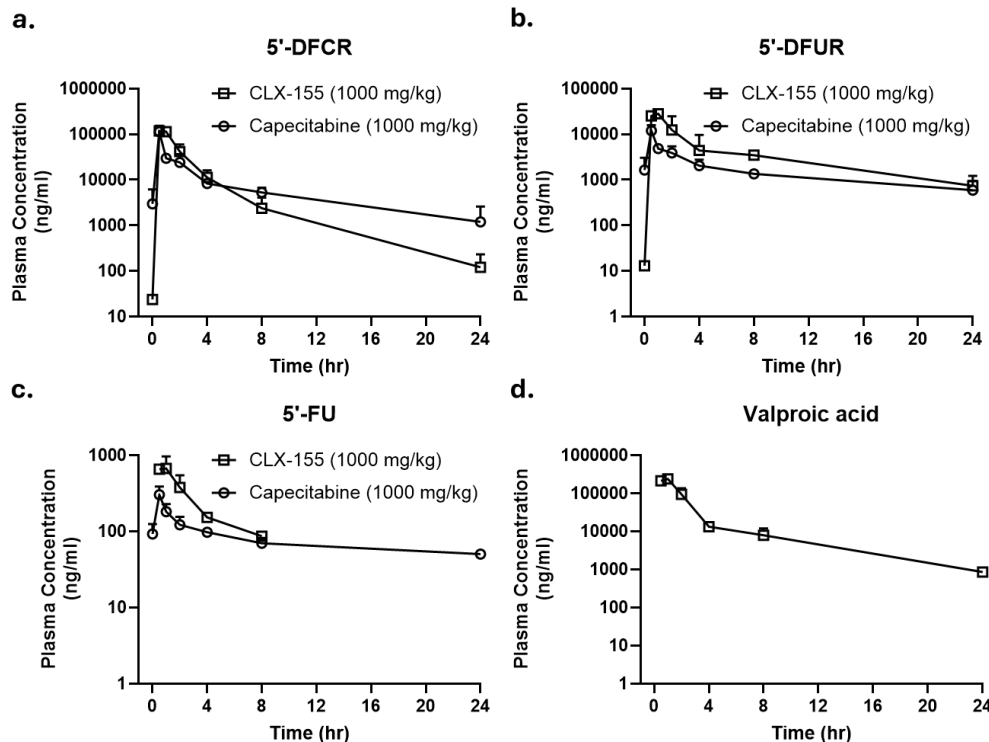 a.
5'-DFCR
CLX-155 (1000 mg/kg)
Capecitabine (1000 mg/kg)
1000000
100000
10000
1000
100
10
Plasma Concentration
(ng/ml)
0 4 8 12 16 20 24
Time (hr)
b.
5'-DFUR
CLX-155 (1000 mg/kg)
Capecitabine (1000 mg/kg)
100000
10000
1000
100
10
1
Plasma Concentration
(ng/ml)
0 4 8 12 16 20 24
Time (hr)
c.
5'-FU
CLX-155 (1000 mg/kg)
Capecitabine (1000 mg/kg)
1000
100
10
1
Plasma Concentration
(ng/ml)
0 4 8 12 16 20 24
Time (hr)
d.
Valproic acid
1000000
100000
10000
1000
100
10
1
Plasma Concentration
(ng/ml)
0 4 8 12 16 20 24
Time (hr)